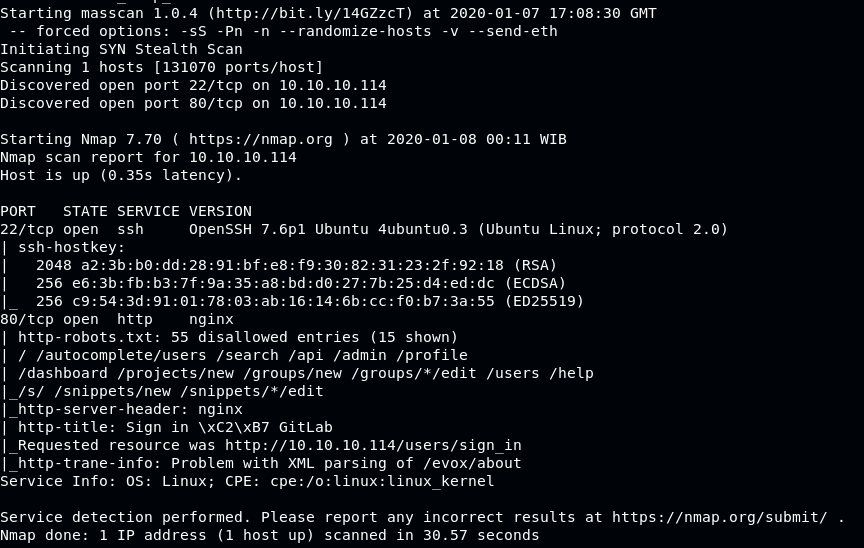 Starting masscan 1.0.4 (http://bit.ly/14GZzcT) at 2020-01-07 17:08:30 GMT
 -- forced options: -sS -Pn -n --randomize-hosts -v --send-eth
Initiating SYN Stealth Scan
Scanning 1 hosts [131070 ports/host]
Discovered open port 22/tcp on 10.10.10.114
Discovered open port 80/tcp on 10.10.10.114

Starting Nmap 7.70 ( https://nmap.org ) at 2020-01-08 00:11 WIB
Nmap scan report for 10.10.10.114
Host is up (0.35s latency).

PORT   STATE SERVICE VERSION
22/tcp open  ssh     OpenSSH 7.6p1 Ubuntu 4ubuntu0.3 (Ubuntu Linux; protocol 2.0)
| ssh-hostkey:
|   2048 a2:3b:b0:dd:28:91:bf:e8:f9:30:82:31:23:2f:92:18 (RSA)
|   256 e6:3b:fb:b3:7f:9a:35:a8:bd:d0:27:7b:25:d4:ed:dc (ECDSA)
|_  256 c9:54:3d:91:01:78:03:ab:16:14:6b:cc:f0:b7:3a:55 (ED25519)
80/tcp open  http    nginx
| http-robots.txt: 55 disallowed entries (15 shown)
| / /autocomplete/users /search /api /admin /profile
| /dashboard /projects/new /groups/new /groups/*/edit /users /help
|_/s/ /snippets/new /snippets/*/edit
|_http-server-header: nginx
| http-title: Sign in \xC2\xB7 GitLab
|_Requested resource was http://10.10.10.114/users/sign_in
|_http-trane-info: Problem with XML parsing of /evox/about
Service Info: OS: Linux; CPE: cpe:/o:linux:linux_kernel

Service detection performed. Please report any incorrect results at https://nmap.org/submit/ .
Nmap done: 1 IP address (1 host up) scanned in 30.57 seconds